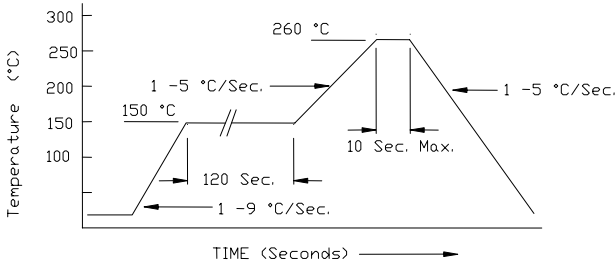 300
260 °C
250
200
1 -5 °C/Sec.
1 -5 °C/Sec.
150 °C
150
10 Sec. Max.
100
120 Sec.
1 -9 °C/Sec.
Temperature (°C)
TIME (Seconds)